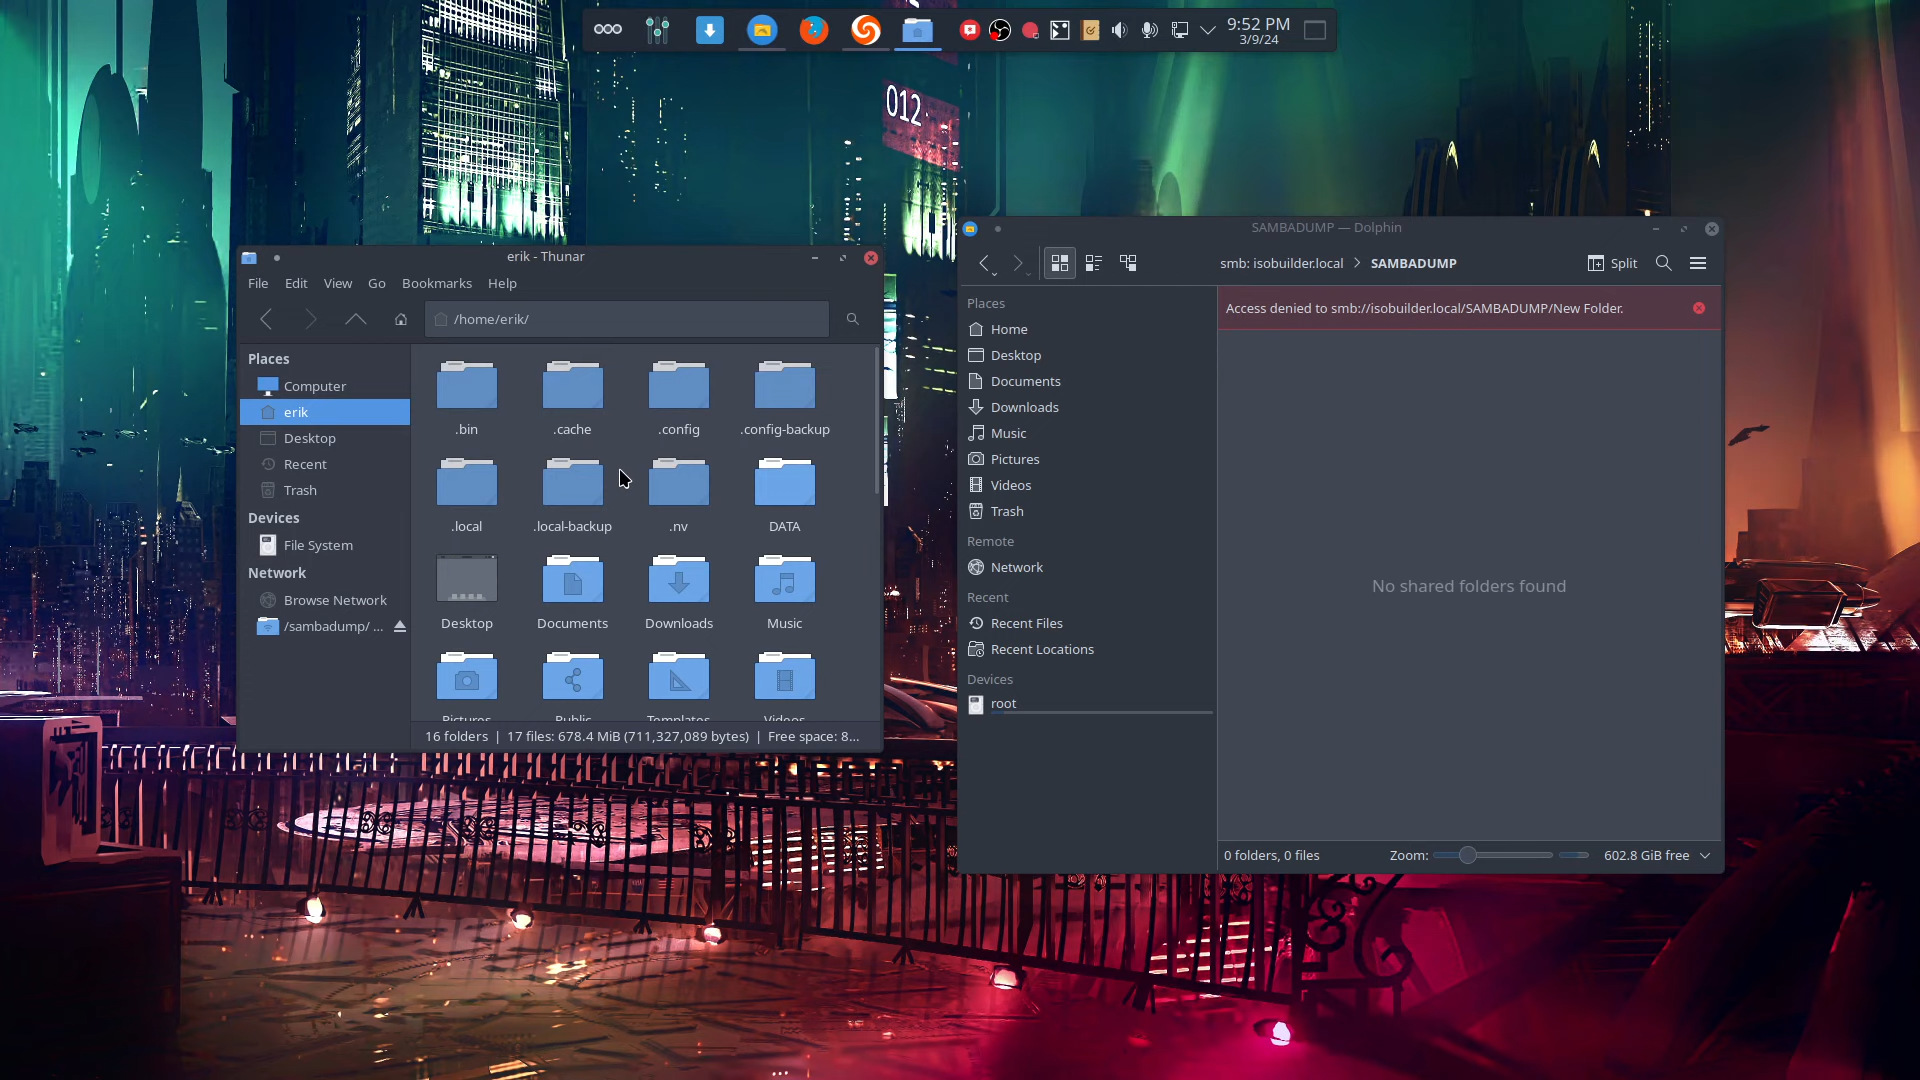 9:52 PM
3/9/24
012
erik - Thunar
File Edit View Go Bookmarks Help
/home/erik/
Places
Computer
erik
Desktop
Recent
Trash
Devices
File System
Network
Browse Network
/sambadump/ ...
.bin .cache .config .config-backup
.local .local-backup .nv DATA
Desktop Documents Downloads Music
Pictures Public Templates Videos
16 folders | 17 files: 678.4 MiB (711,327,089 bytes) | Free space: 8...
SAMBADUMP — Dolphin
smb: isobuilder.local > SAMBADUMP
Split
Places
Home
Desktop
Documents
Downloads
Music
Pictures
Videos
Trash
Remote
Network
Recent
Recent Files
Recent Locations
Devices
root
Access denied to smb://isobuilder.local/SAMBADUMP/New Folder.
No shared folders found
0 folders, 0 files
Zoom:
602.8 GiB free